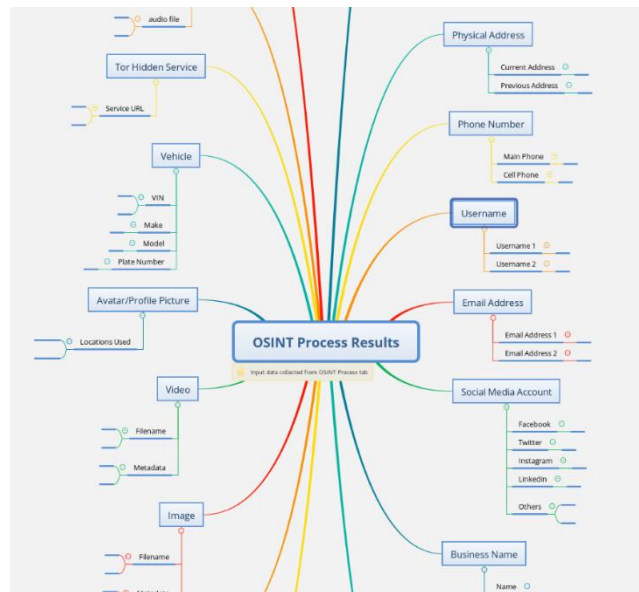 audio file
Tor Hidden Service
Service URL
Vehicle
VIN
Make
Model
Plate Number
Avatar/Profile Picture
Locations Used
Video
Filename
Metadata
Image
Filename
Metadata
OSINT Process Results
Input data collected from OSINT Process tab
Physical Address
Current Address
Previous Address
Phone Number
Main Phone
Cell Phone
Username
Username 1
Username 2
Email Address
Email Address 1
Email Address 2
Social Media Account
Facebook
Twitter
Instagram
LinkedIn
Others
Business Name
Name